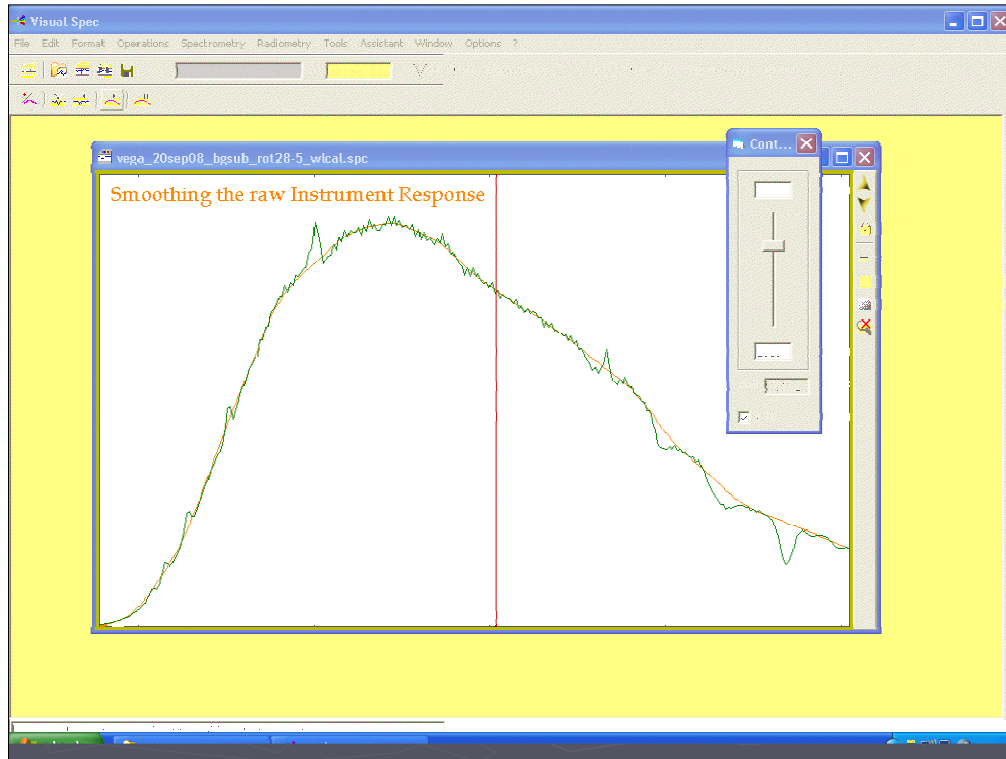 Visual Spec
File Edit Format Operations Spectrometry Radiometry Tools Assistant Window Options ?
vega_20sep08_bgsub_rot28-5_wlcal.spc
Cont...
Smoothing the raw Instrument Response